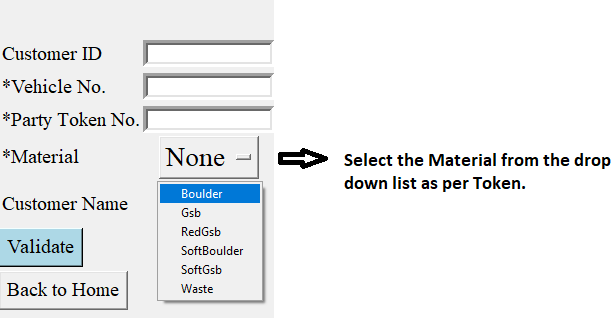 Customer ID
*Vehicle No.
*Party Token No.
*Material
None
Select the Material from the drop
down list as per Token.
Boulder
Gsb
RedGsb
SoftBoulder
SoftGsb
Waste
Customer Name
Validate
Back to Home